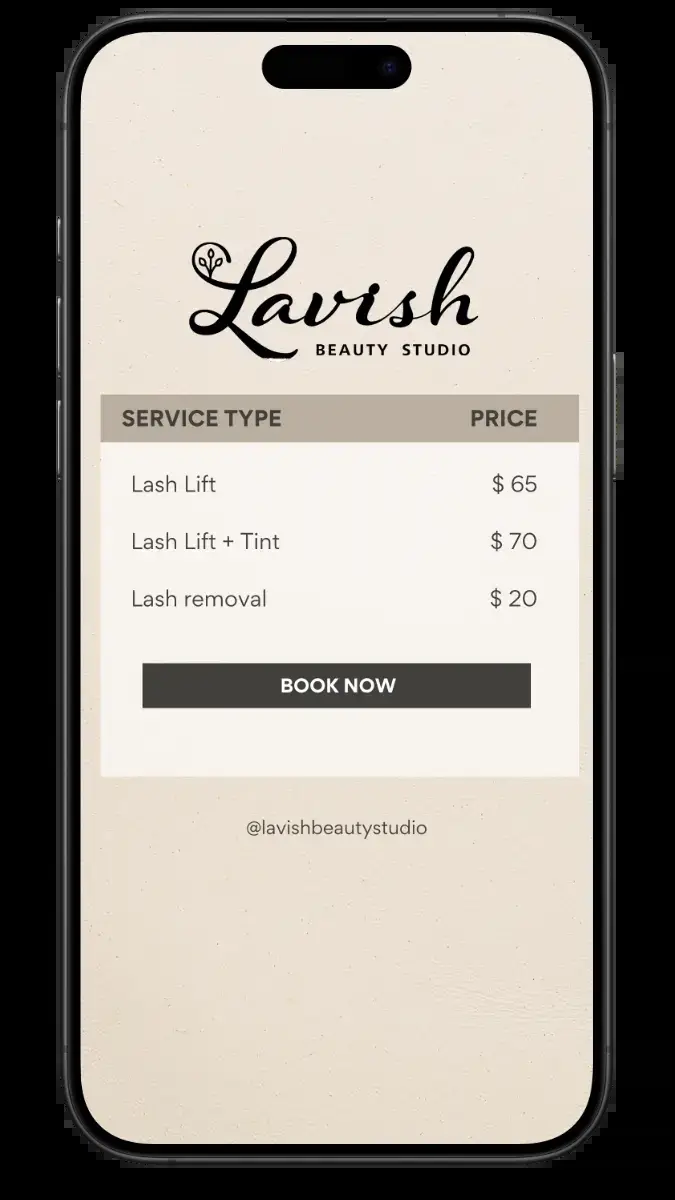 Lavish
BEAUTY STUDIO
SERVICE TYPE PRICE
Lash Lift $ 65
Lash Lift + Tint $ 70
Lash removal $ 20
BOOK NOW
@lavishbeautystudio